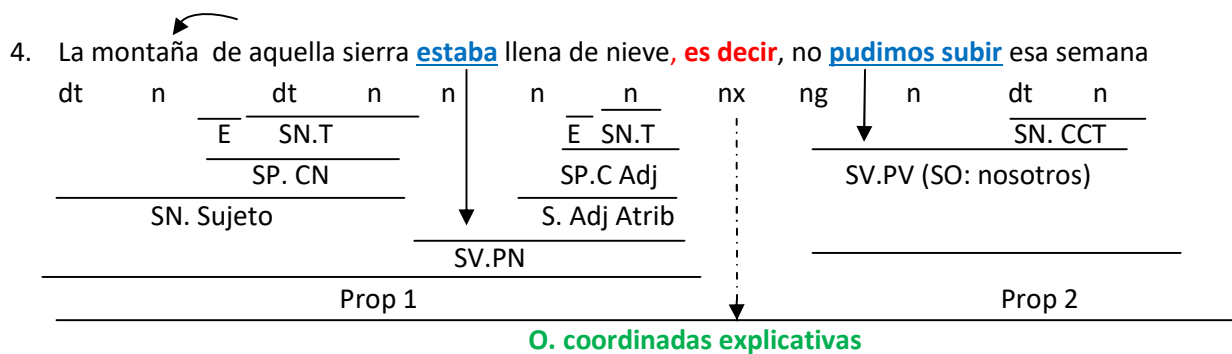 4. La montaña de aquella sierra estaba llena de nieve, es decir, no pudimos subir esa semana
dt n dt n n n n nx ng n dt n
E SN.T E SN.T SN. CCT
SP. CN SP.C Adj SV.PV (SO: nosotros)
SN. Sujeto S. Adj Atrib
SV.PN
Prop 1 Prop 2
O. coordinadas explicativas